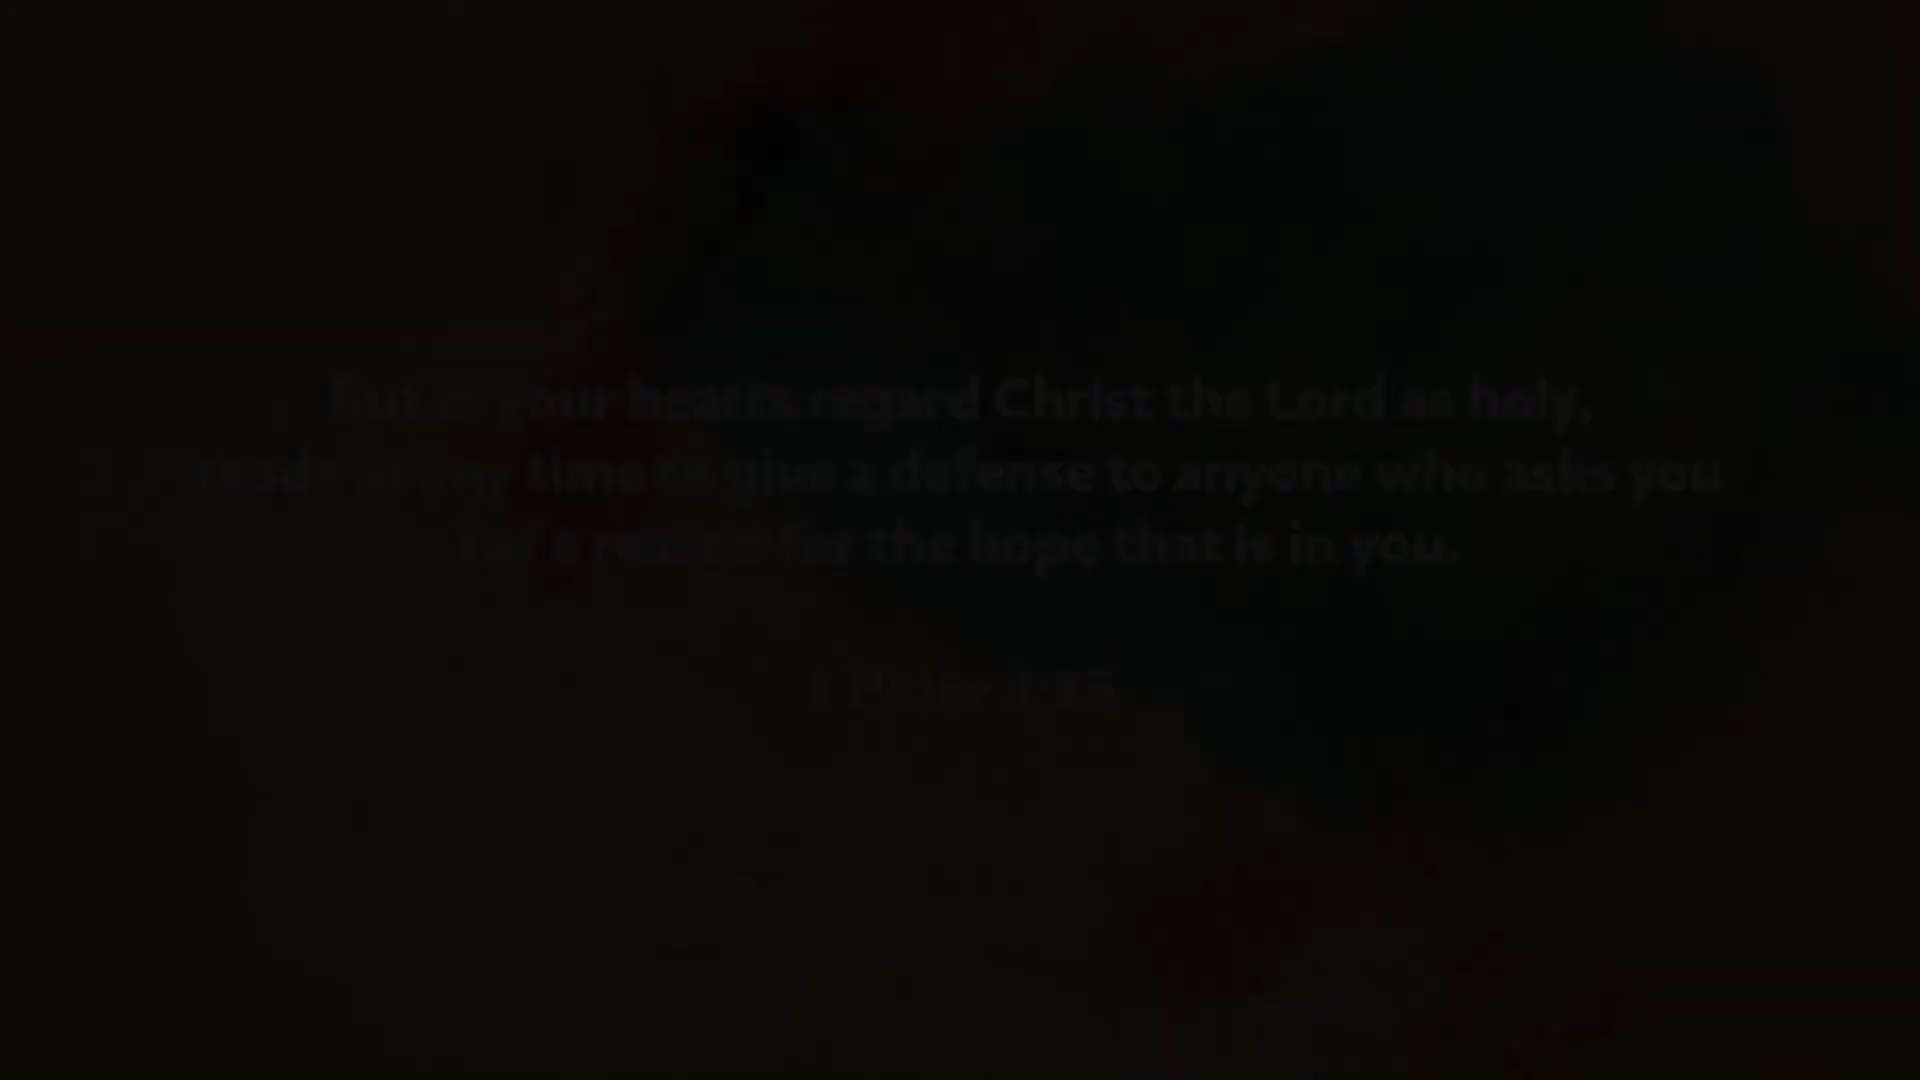 But in your hearts regard Christ the Lord as holy,
ready at any time to give a defense to anyone who asks you
for a reason for the hope that is in you.
1 Peter 3:15